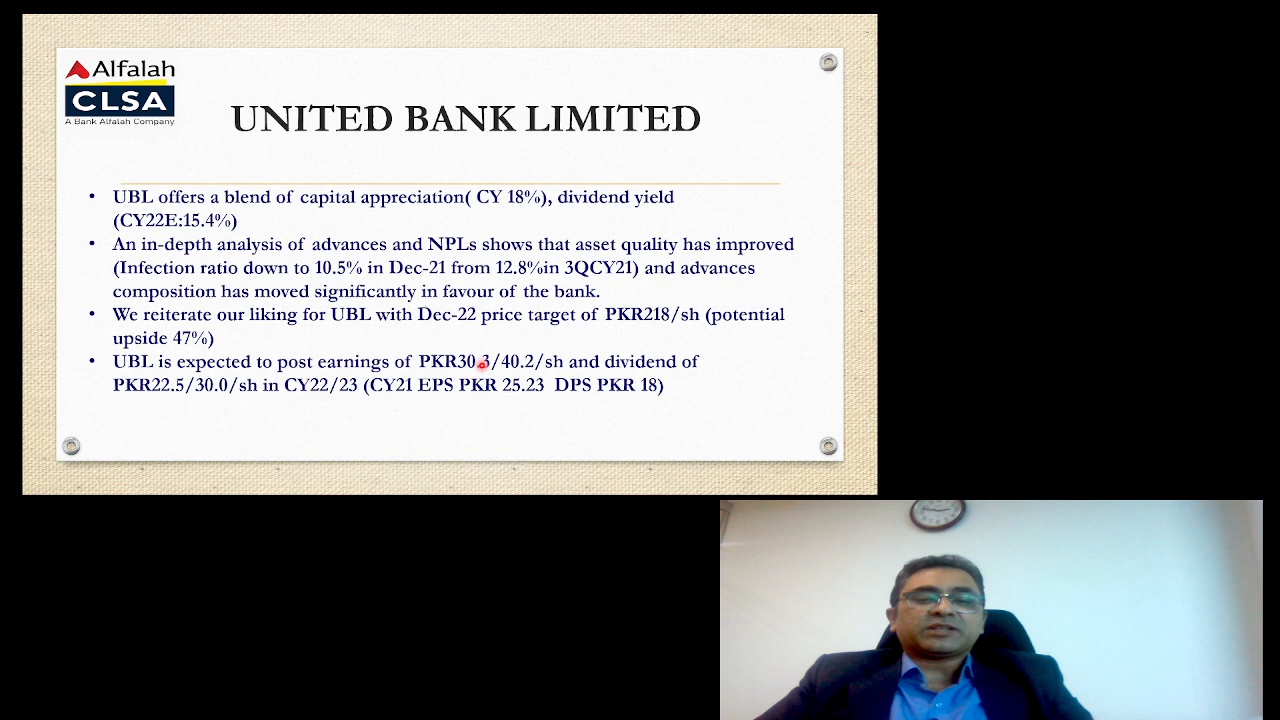 Alfalah
CLSA
A Bank Alfalah Company
UNITED BANK LIMITED
• UBL offers a blend of capital appreciation( CY 18%), dividend yield
(CY22E:15.4%)
• An in-depth analysis of advances and NPLs shows that asset quality has improved
(Infection ratio down to 10.5% in Dec-21 from 12.8%in 3QCY21) and advances
composition has moved significantly in favour of the bank.
• We reiterate our liking for UBL with Dec-22 price target of PKR218/sh (potential
upside 47%)
• UBL is expected to post earnings of PKR30.3/40.2/sh and dividend of
PKR22.5/30.0/sh in CY22/23 (CY21 EPS PKR 25.23 DPS PKR 18)